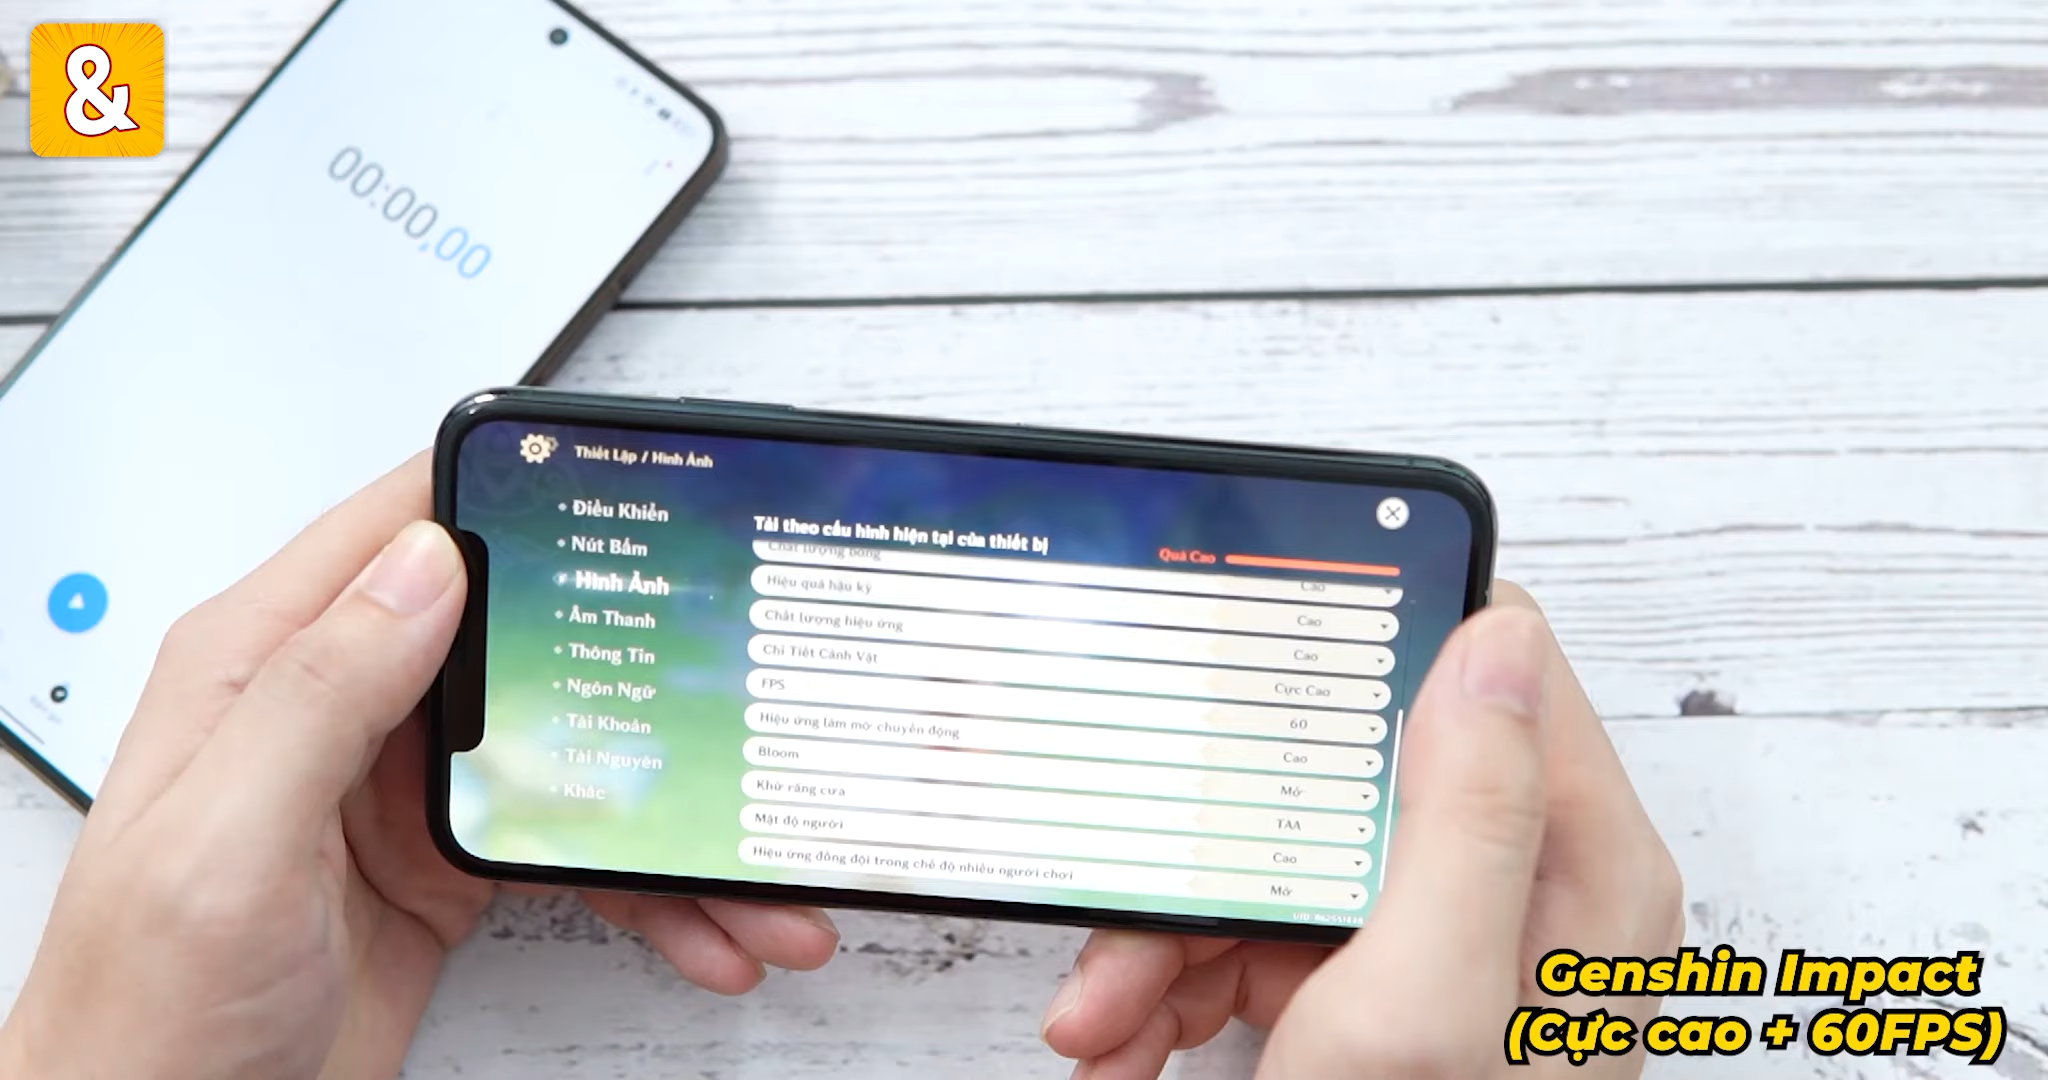 &
00:00,00
Thiết Lập / Hình Ảnh
Điều Khiển
Nút Bấm
Hình Ảnh
Âm Thanh
Thông Tin
Ngôn Ngữ
Tài Khoản
Tài Nguyên
Khác
Tải theo cấu hình hiện tại của thiết bị
Quá Cao
Chất lượng bóng
Cao
Hiệu quả hậu kỳ
Cao
Chất lượng hiệu ứng
Cao
Chi Tiết Cảnh Vật
Cực Cao
FPS
60
Hiệu ứng làm mờ chuyển động
Cao
Bloom
Mở
Khử răng cưa
TAA
Mật độ người
Cao
Hiệu ứng đồng đội trong chế độ nhiều người chơi
Mở
Genshin Impact
(Cực cao + 60FPS)